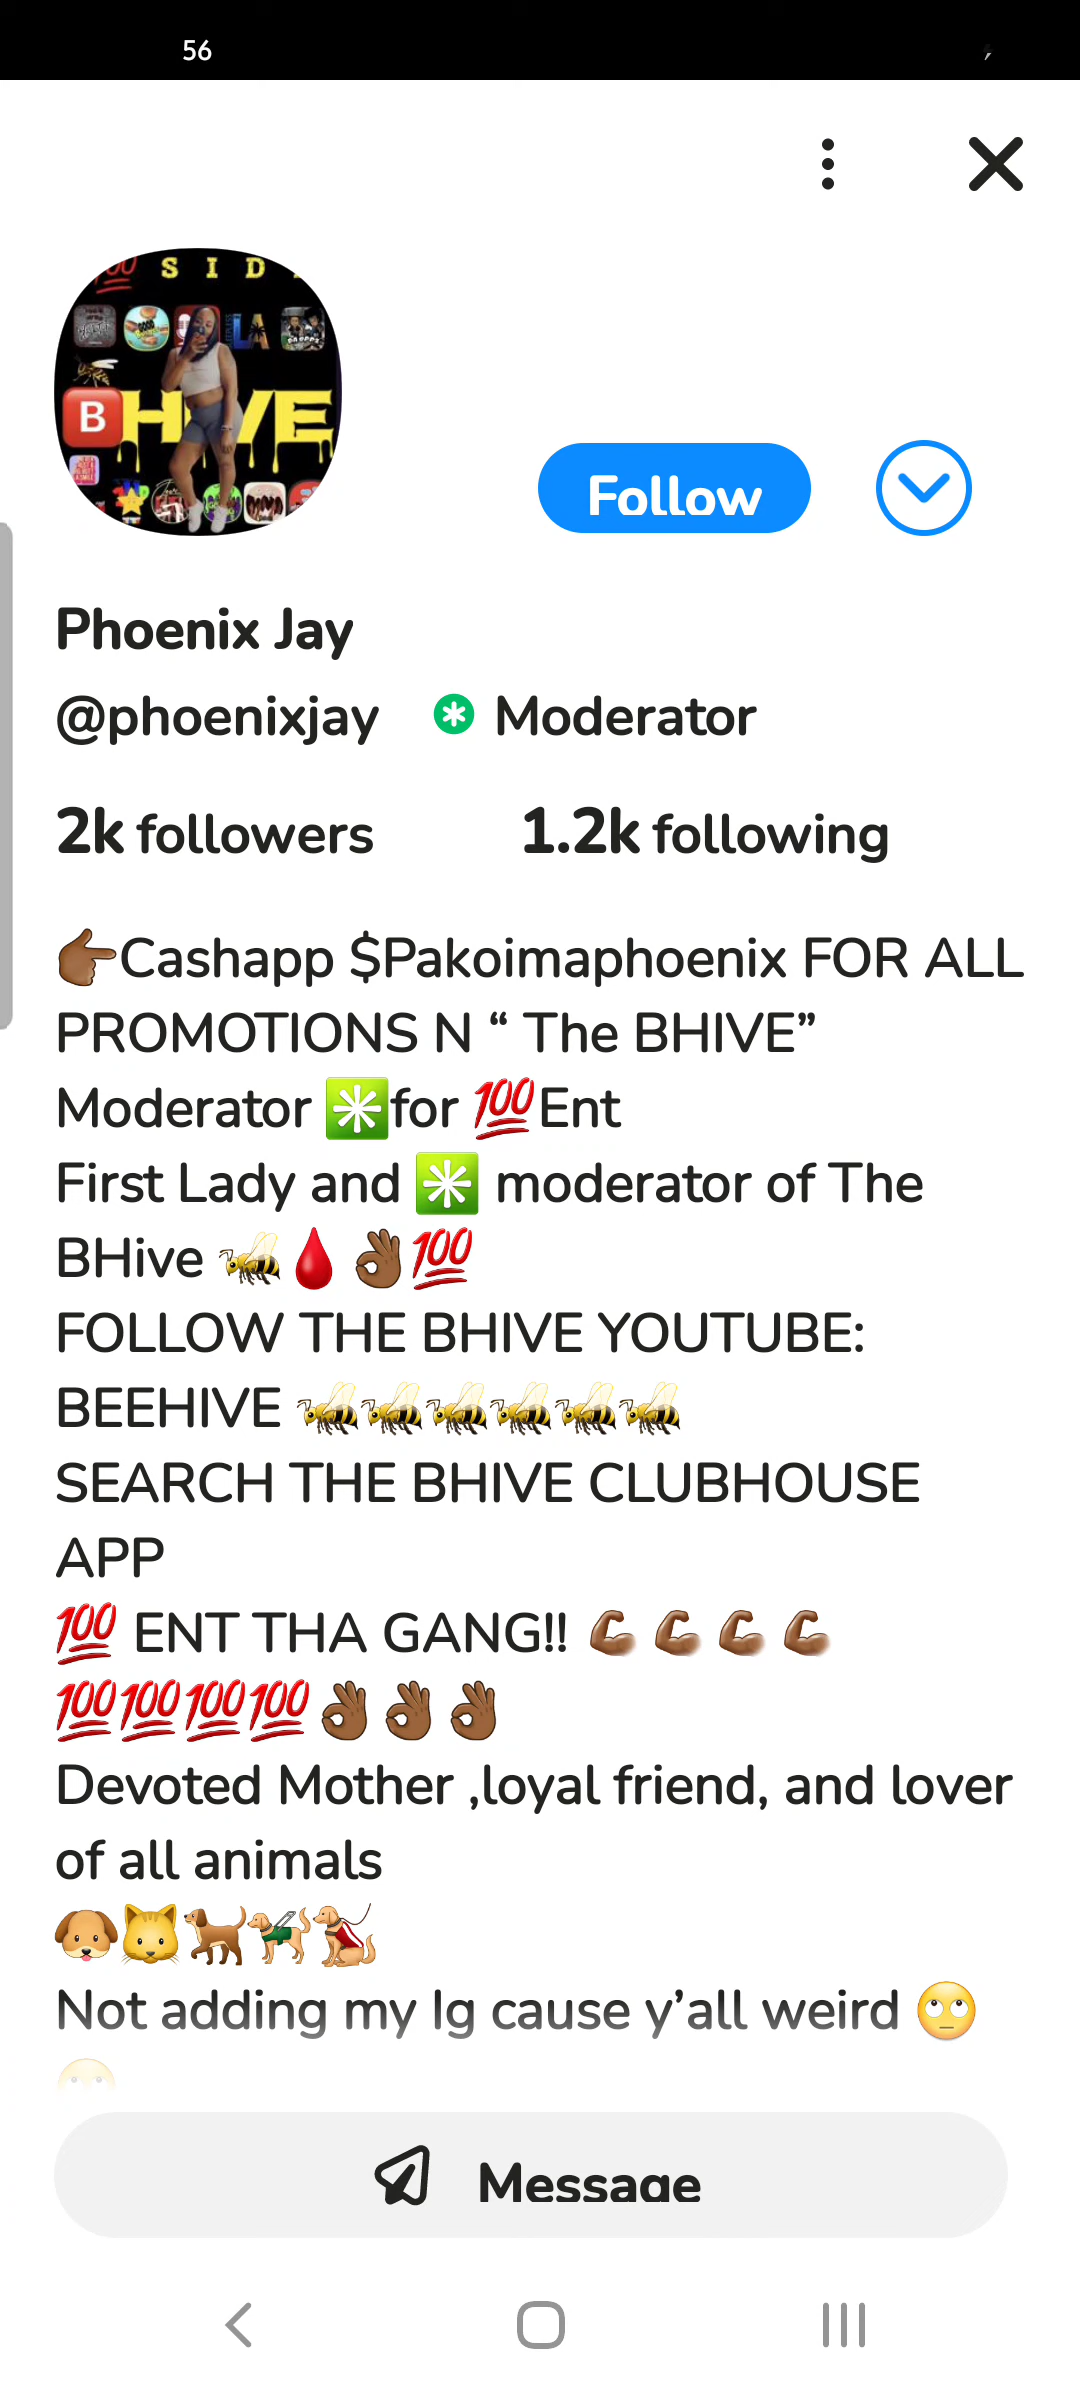 56
S I D
LA
B HIVE
Follow
Phoenix Jay
@phoenixjay Moderator
2k followers 1.2k following
👉🏾Cashapp $Pakoimaphoenix FOR ALL
PROMOTIONS N “ The BHIVE”
Moderator ✳️for 💯Ent
First Lady and ✳️ moderator of The
BHive 🐝🩸👌🏾💯
FOLLOW THE BHIVE YOUTUBE:
BEEHIVE 🐝🐝🐝🐝🐝🐝
SEARCH THE BHIVE CLUBHOUSE
APP
💯 ENT THA GANG!! 💪🏾💪🏾💪🏾💪🏾
💯💯💯💯👌🏾👌🏾👌🏾
Devoted Mother ,loyal friend, and lover
of all animals
🐶🐱🐕🦮🐕‍🦺
Not adding my Ig cause y’all weird 🙄
🙄
Message